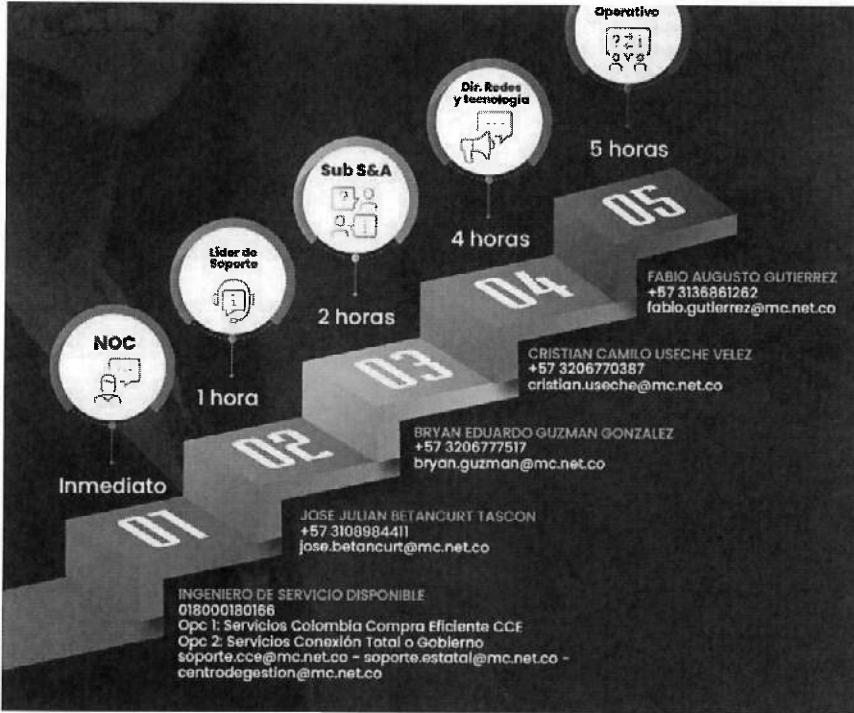 Operativo
5 horas
Dir. Redes
y tecnología
4 horas
Sub S&A
2 horas
Líder de
Soporte
1 hora
NOC
Inmediato
05
FABIO AUGUSTO GUTIERREZ
+57 3136861262
fabio.gutierrez@mc.net.co
04
CRISTIAN CAMILO USECHE VELEZ
+57 3206770387
cristian.useche@mc.net.co
03
BRYAN EDUARDO GUZMAN GONZALEZ
+57 3206777517
bryan.guzman@mc.net.co
02
JOSE JULIAN BETANCURT TASCON
+57 3108984411
jose.betancurt@mc.net.co
01
INGENIERO DE SERVICIO DISPONIBLE
018000180166
Opc 1: Servicios Colombia Compra Eficiente CCE
Opc 2: Servicios Conexión Total o Gobierno
soporte.cce@mc.net.co - soporte.estatal@mc.net.co -
centrodegestion@mc.net.co